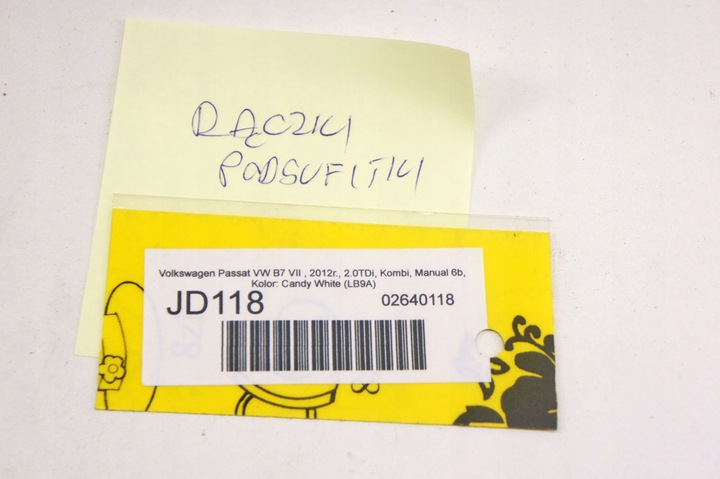 RĄCZKI
PODSUFITKI
Volkswagen Passat VW B7 VII , 2012r., 2.0TDi, Kombi, Manual 6b,
Kolor: Candy White (LB9A)
JD118 02640118